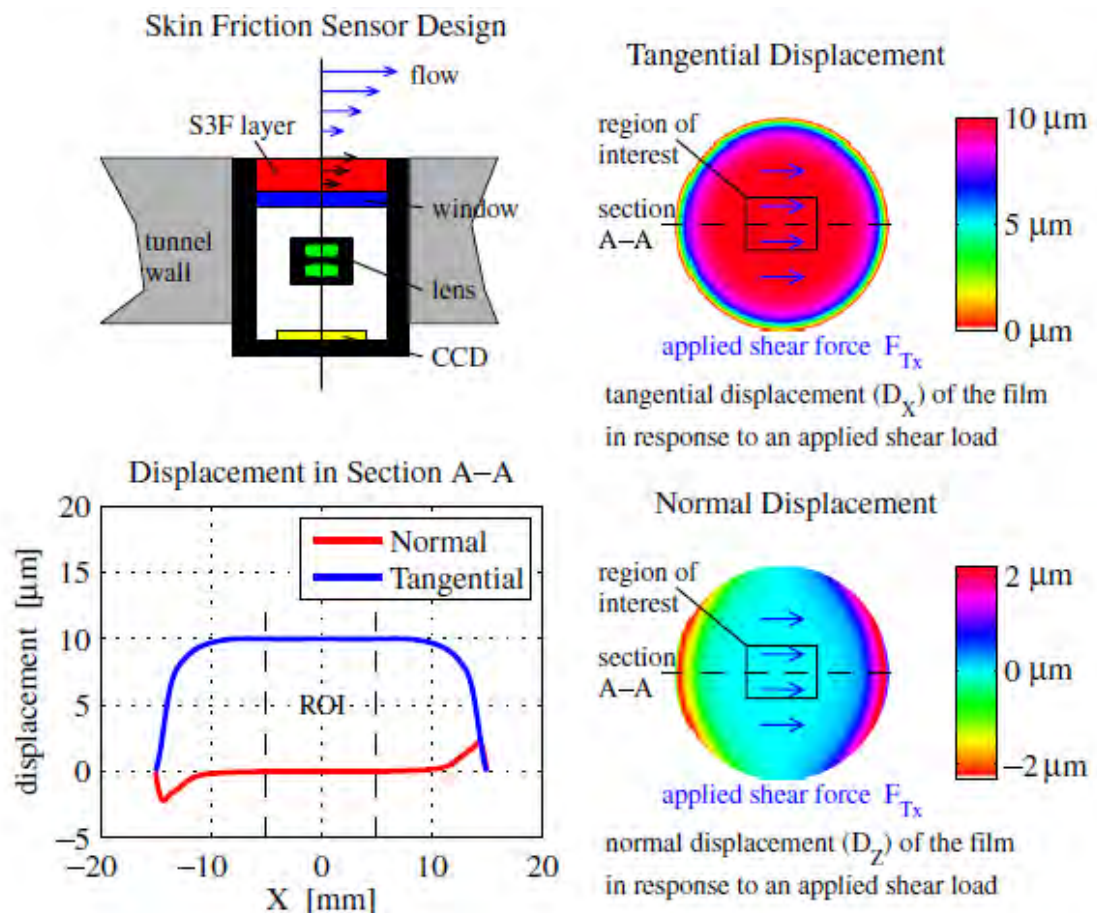 Skin Friction Sensor Design
flow
S3F layer
window
tunnel
wall
lens
CCD
Tangential Displacement
region of
interest
section
A–A
10 μm
5 μm
0 μm
applied shear force F_Tx
tangential displacement (D_X) of the film
in response to an applied shear load
Displacement in Section A–A
displacement [μm]
20
15
10
5
0
−5
Normal
Tangential
ROI
−20
−10
0
10
20
X [mm]
Normal Displacement
region of
interest
section
A–A
2 μm
0 μm
−2 μm
applied shear force F_Tx
normal displacement (D_Z) of the film
in response to an applied shear load